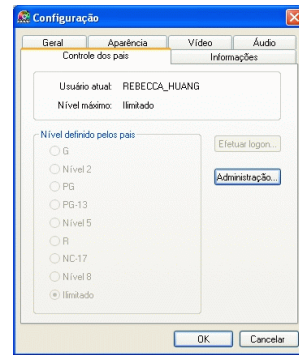 Configuração
Geral Aparência Vídeo Áudio
Controle dos pais Informações
Usuário atual: REBECCA_HUANG
Nível máximo: Ilimitado
Nível definido pelos pais
Efetuar logon...
G
Nível 2
Administração...
PG
PG-13
Nível 5
R
NC-17
Nível 8
Ilimitado
OK Cancelar